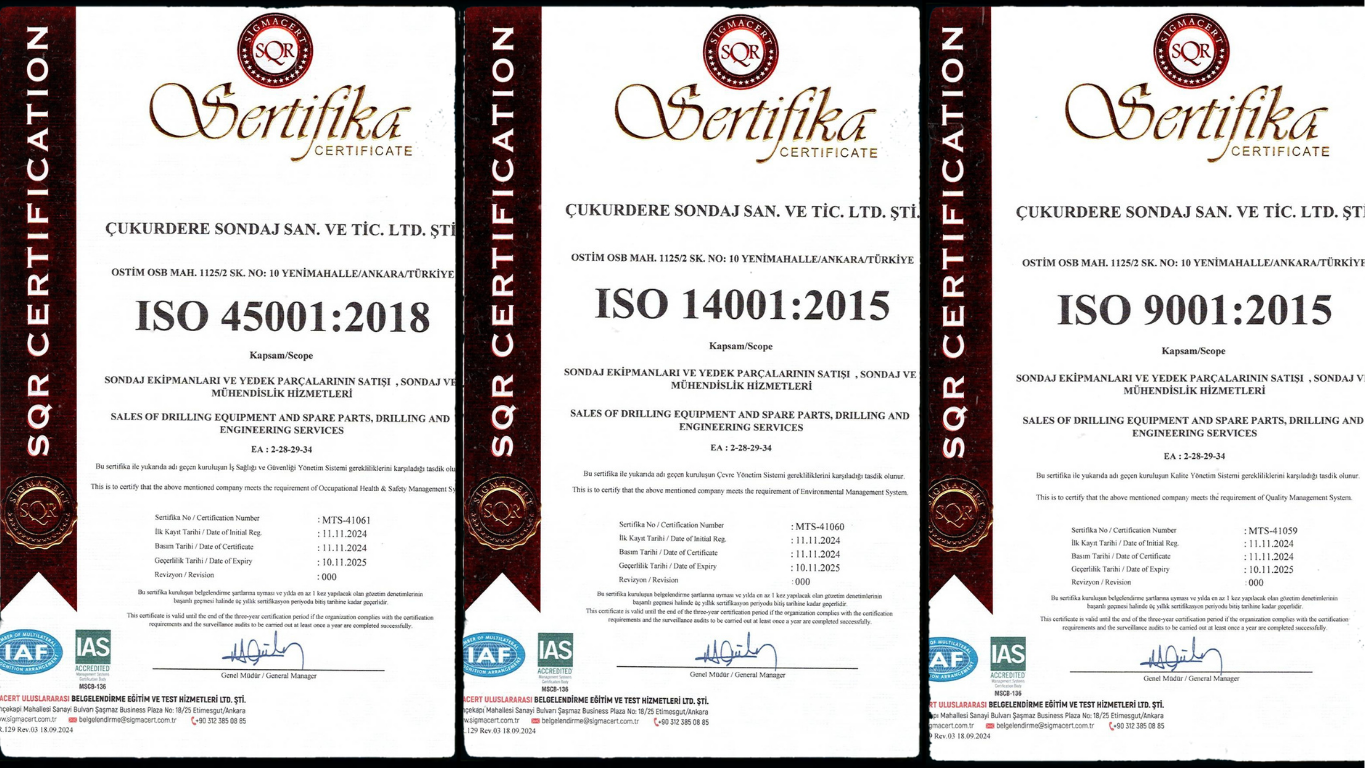 SQR CERTIFICATION
SİGMACERT
SQR
Sertifika
CERTIFICATE
ÇUKURDERE SONDAJ SAN. VE TİC. LTD. ŞTİ
OSTİM OSB MAH. 1125/2 SK. NO: 10 YENİMAHALLE/ANKARA/TÜRKİYE
ISO 45001:2018
Kapsam/Scope
SONDAJ EKİPMANLARI VE YEDEK PARÇALARININ SATIŞI , SONDAJ VE
MÜHENDİSLİK HİZMETLERİ
SALES OF DRILLING EQUIPMENT AND SPARE PARTS, DRILLING AND
ENGINEERING SERVICES
EA : 2-28-29-34
Bu sertifika ile yukarıda adı geçen kuruluşun İş Sağlığı ve Güvenliği Yönetim Sistemi gerekliliklerini karşıladığı tasdik olu
This is to certify that the above mentioned company meets the requirement of Occupational Health & Safety Management Sy
SİGMACERT
SQR
Sertifika No / Certification Number : MTS-41061
İlk Kayıt Tarihi / Date of Initial Reg. : 11.11.2024
Basım Tarihi / Date of Certificate : 11.11.2024
Geçerlilik Tarihi / Date of Expiry : 10.11.2025
Revizyon / Revision : 000
Bu sertifika kuruluşun belgelendirme şartlarına uyması ve yılda en az 1 kez yapılacak olan gözetim denetimlerinin
başarılı geçmesi halinde üç yıllık sertifikasyon periyodu bitiş tarihine kadar geçerlidir.
This certificate is valid until the end of the three-year certification period if the organization complies with the certification
requirements and the surveillance audits to be carried out at least once a year are completed successfully.
IAF
IAS
ACCREDITED
MSCB-136
Genel Müdür / General Manager
ACERT ULUSLARARASI BELGELENDİRME EĞİTİM VE TEST HİZMETLERİ LTD. ŞTİ.
hçekapi Mahallesi Sanayi Bulvarı Şaşmaz Business Plaza No: 18/25 Etimesgut/Ankara
w.sigmacert.com.tr belgelendirme@sigmacert.com.tr +90 312 385 08 85
.129 Rev.03 18.09.2024
SQR CERTIFICATION
SİGMACERT
SQR
Sertifika
CERTIFICATE
ÇUKURDERE SONDAJ SAN. VE TİC. LTD. ŞTİ.
OSTİM OSB MAH. 1125/2 SK. NO: 10 YENİMAHALLE/ANKARA/TÜRKİYE
ISO 14001:2015
Kapsam/Scope
SONDAJ EKİPMANLARI VE YEDEK PARÇALARININ SATIŞI , SONDAJ VE
MÜHENDİSLİK HİZMETLERİ
SALES OF DRILLING EQUIPMENT AND SPARE PARTS, DRILLING AND
ENGINEERING SERVICES
EA : 2-28-29-34
Bu sertifika ile yukarıda adı geçen kuruluşun Çevre Yönetim Sistemi gerekliliklerini karşıladığı tasdik olunur.
This is to certify that the above mentioned company meets the requirement of Environmental Management System.
SİGMACERT
SQR
Sertifika No / Certification Number : MTS-41060
İlk Kayıt Tarihi / Date of Initial Reg. : 11.11.2024
Basım Tarihi / Date of Certificate : 11.11.2024
Geçerlilik Tarihi / Date of Expiry : 10.11.2025
Revizyon / Revision : 000
Bu sertifika kuruluşun belgelendirme şartlarına uyması ve yılda en az 1 kez yapılacak olan gözetim denetimlerinin
başarılı geçmesi halinde üç yıllık sertifikasyon periyodu bitiş tarihine kadar geçerlidir.
This certificate is valid until the end of the three-year certification period if the organization complies with the certification
requirements and the surveillance audits to be carried out at least once a year are completed successfully.
IAF
IAS
ACCREDITED
MSCB-136
Genel Müdür / General Manager
ACERT ULUSLARARASI BELGELENDİRME EĞİTİM VE TEST HİZMETLERİ LTD. ŞTİ.
çekapi Mahallesi Sanayi Bulvarı Şaşmaz Business Plaza No: 18/25 Etimesgut/Ankara
w.sigmacert.com.tr belgelendirme@sigmacert.com.tr +90 312 385 08 85
.129 Rev.03 18.09.2024
SQR CERTIFICATION
SİGMACERT
SQR
Sertifika
CERTIFICATE
ÇUKURDERE SONDAJ SAN. VE TİC. LTD. ŞTİ
OSTİM OSB MAH. 1125/2 SK. NO: 10 YENİMAHALLE/ANKARA/TÜRKİYE
ISO 9001:2015
Kapsam/Scope
SONDAJ EKİPMANLARI VE YEDEK PARÇALARININ SATIŞI , SONDAJ V
MÜHENDİSLİK HİZMETLERİ
SALES OF DRILLING EQUIPMENT AND SPARE PARTS, DRILLING AND
ENGINEERING SERVICES
EA : 2-28-29-34
Bu sertifika ile yukarıda adı geçen kuruluşun Kalite Yönetim Sistemi gerekliliklerini karşıladığı tasdik olunur.
This is to certify that the above mentioned company meets the requirement of Quality Management System.
SQR
Sertifika No / Certification Number : MTS-41059
İlk Kayıt Tarihi / Date of Initial Reg. : 11.11.2024
Basım Tarihi / Date of Certificate : 11.11.2024
Geçerlilik Tarihi / Date of Expiry : 10.11.2025
Revizyon / Revision : 000
Bu sertifika kuruluşun belgelendirme şartlarına uyması ve yılda en az 1 kez yapılacak olan gözetim denetimlerinin
başarılı geçmesi halinde üç yıllık sertifikasyon periyodu bitiş tarihine kadar geçerlidir.
This certificate is valid until the end of the three-year certification period if the organization complies with the certification
requirements and the surveillance audits to be carried out at least once a year are completed successfully.
IAF
IAS
ACCREDITED
MSCB-136
Genel Müdür / General Manager
RT ULUSLARARASI BELGELENDİRME EĞİTİM VE TEST HİZMETLERİ LTD. ŞTİ.
apı Mahallesi Sanayi Bulvarı Şaşmaz Business Plaza No: 18/25 Etimesgut/Ankara
gmacert.com.tr belgelendirme@sigmacert.com.tr +90 312 385 08 85
29 Rev.03 18.09.2024